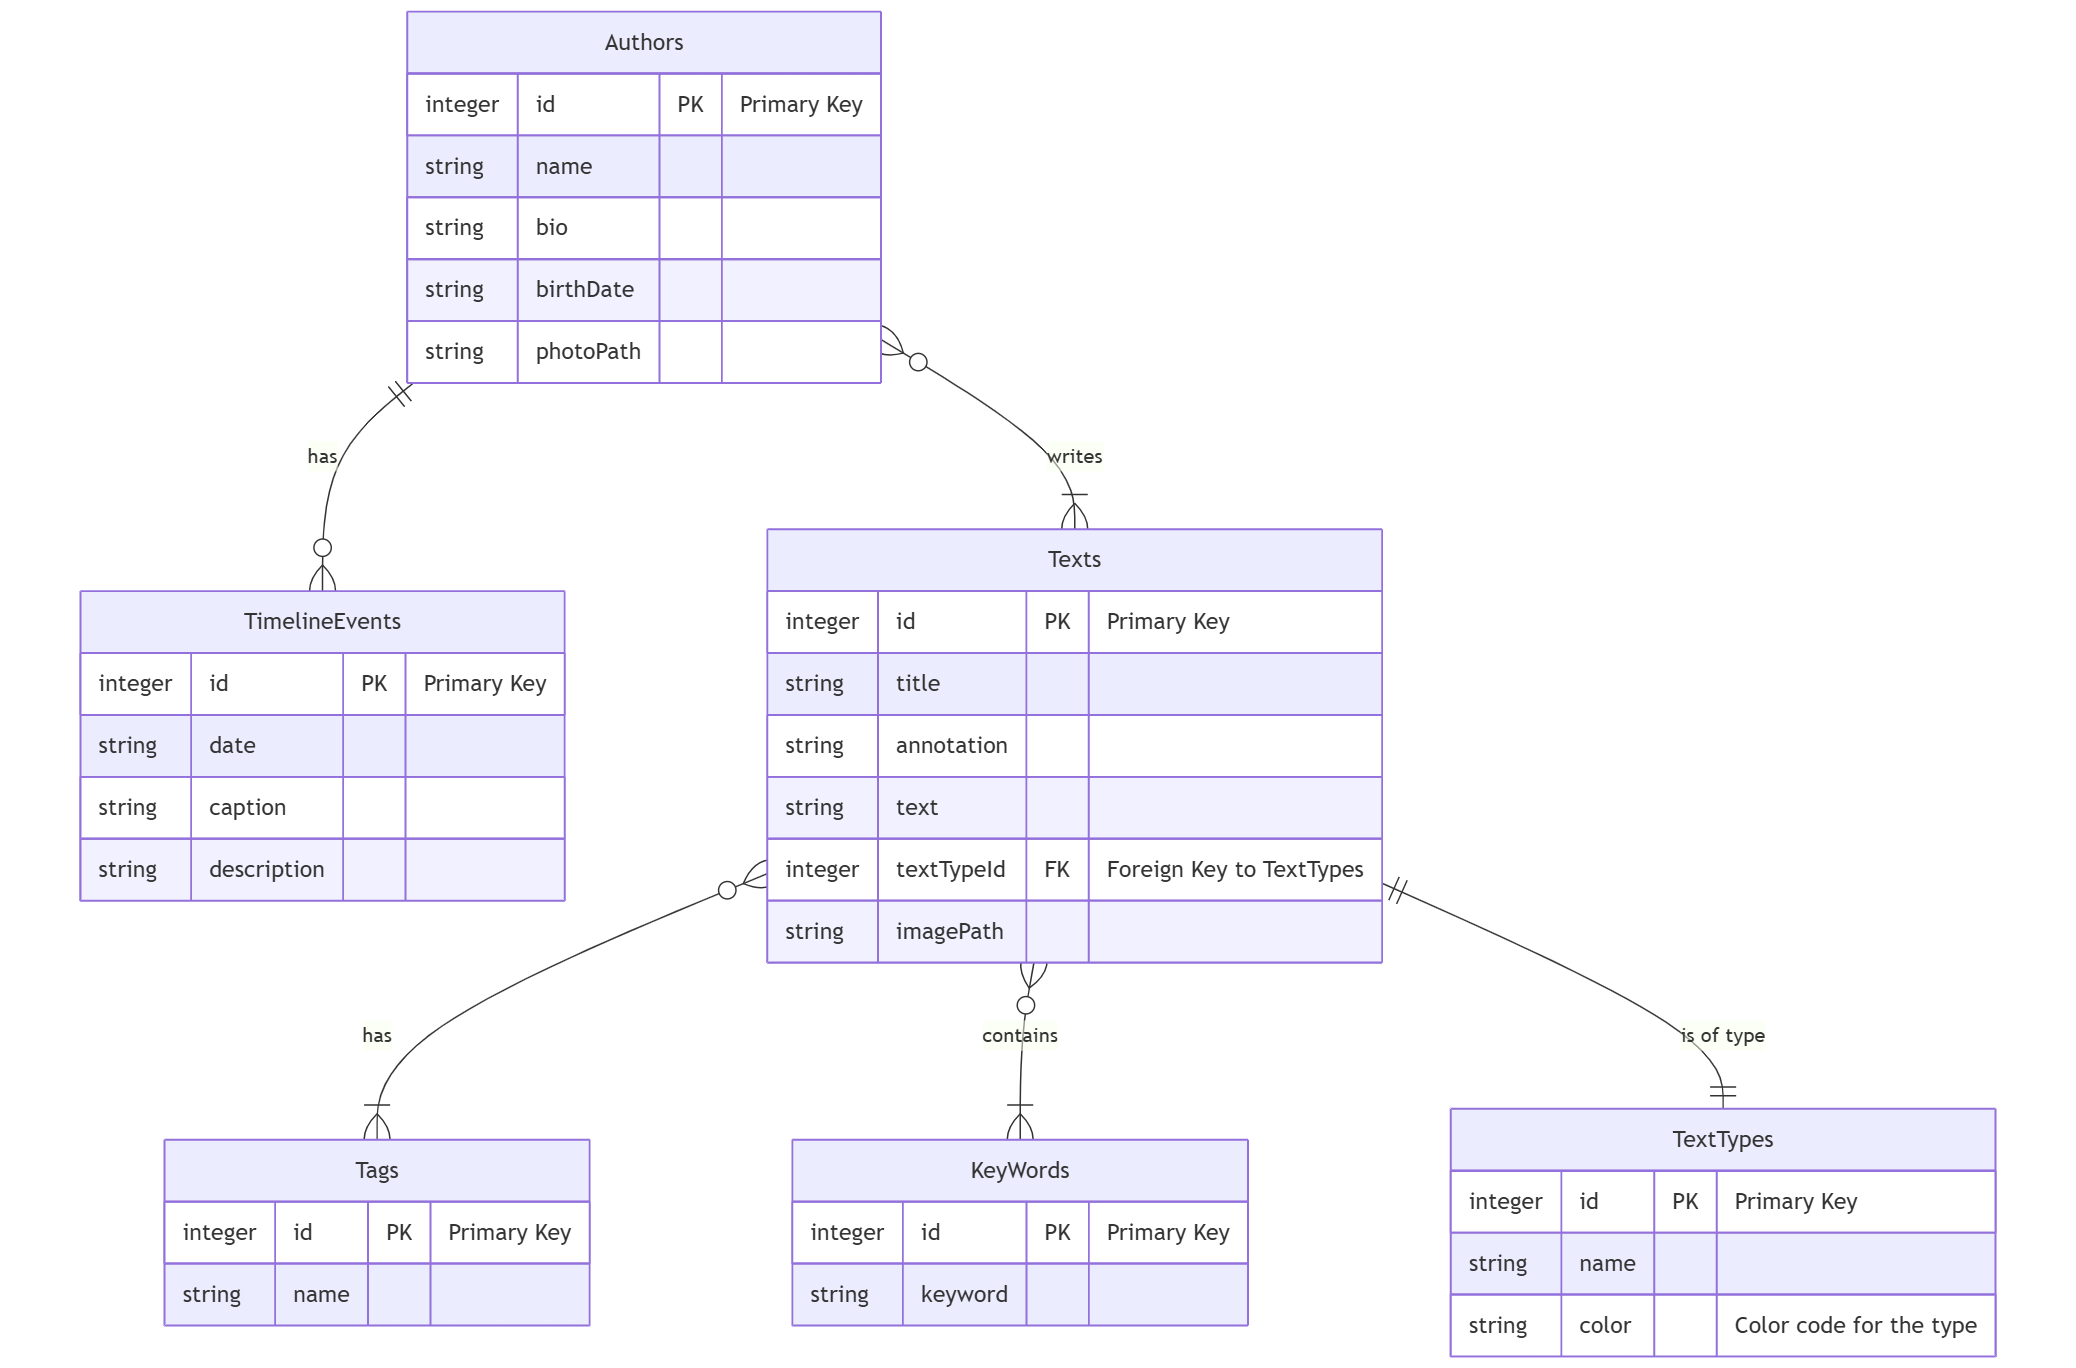 Authors
integer id PK Primary Key
string name
string bio
string birthDate
string photoPath
has
writes
TimelineEvents
integer id PK Primary Key
string date
string caption
string description
Texts
integer id PK Primary Key
string title
string annotation
string text
integer textTypeId FK Foreign Key to TextTypes
string imagePath
has
contains
is of type
Tags
integer id PK Primary Key
string name
KeyWords
integer id PK Primary Key
string keyword
TextTypes
integer id PK Primary Key
string name
string color Color code for the type